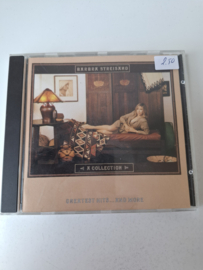 2,50
BARBRA STREISAND
A COLLECTION
GREATEST HITS...AND MORE